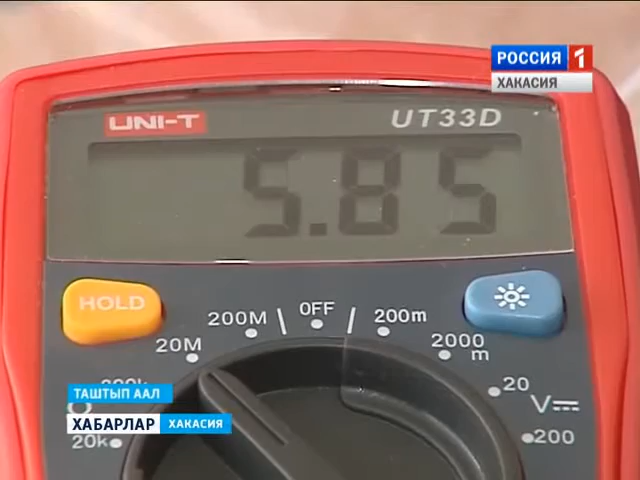 РОССИЯ 1
ХАКАСИЯ
UNI-T
UT33D
5.85
HOLD
200M
OFF
200m
20M
2000
m
20
V
200
20k
ТАШТЫП ААЛ
ХАБАРЛАР ХАКАСИЯ